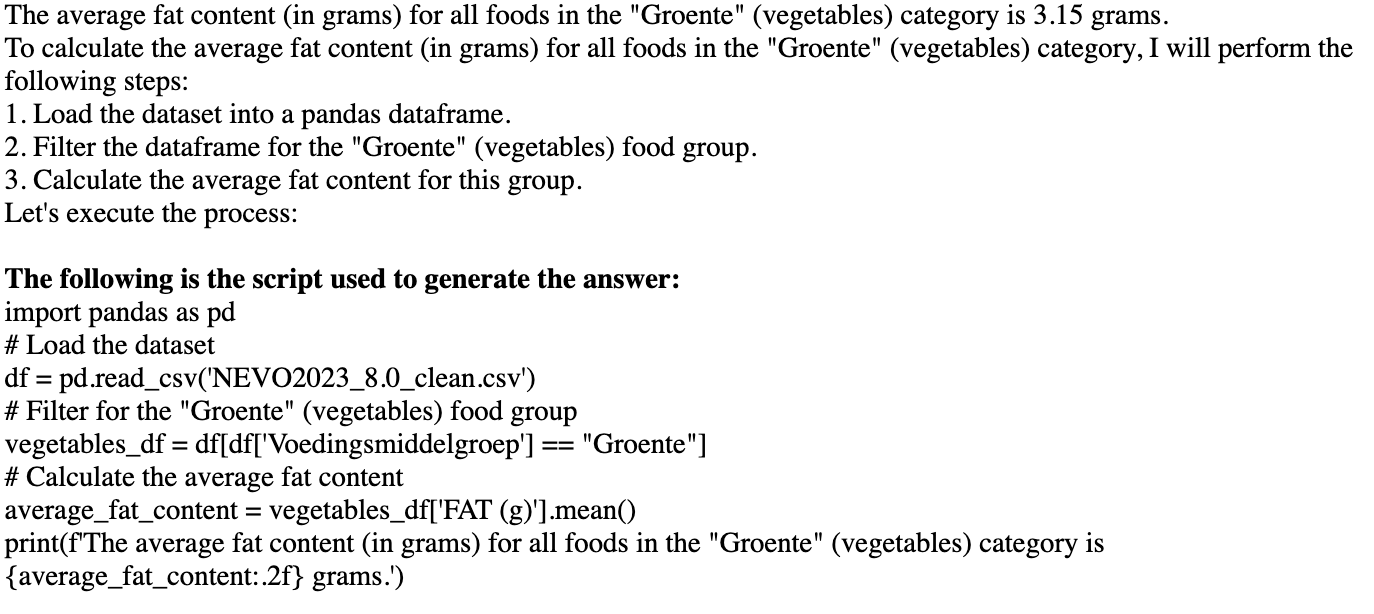 The average fat content (in grams) for all foods in the "Groente" (vegetables) category is 3.15 grams.
To calculate the average fat content (in grams) for all foods in the "Groente" (vegetables) category, I will perform the
following steps:
1. Load the dataset into a pandas dataframe.
2. Filter the dataframe for the "Groente" (vegetables) food group.
3. Calculate the average fat content for this group.
Let's execute the process:

The following is the script used to generate the answer:
import pandas as pd
# Load the dataset
df = pd.read_csv('NEVO2023_8.0_clean.csv')
# Filter for the "Groente" (vegetables) food group
vegetables_df = df[df['Voedingsmiddelgroep'] == "Groente"]
# Calculate the average fat content
average_fat_content = vegetables_df['FAT (g)'].mean()
print(f'The average fat content (in grams) for all foods in the "Groente" (vegetables) category is
{average_fat_content:.2f} grams.')